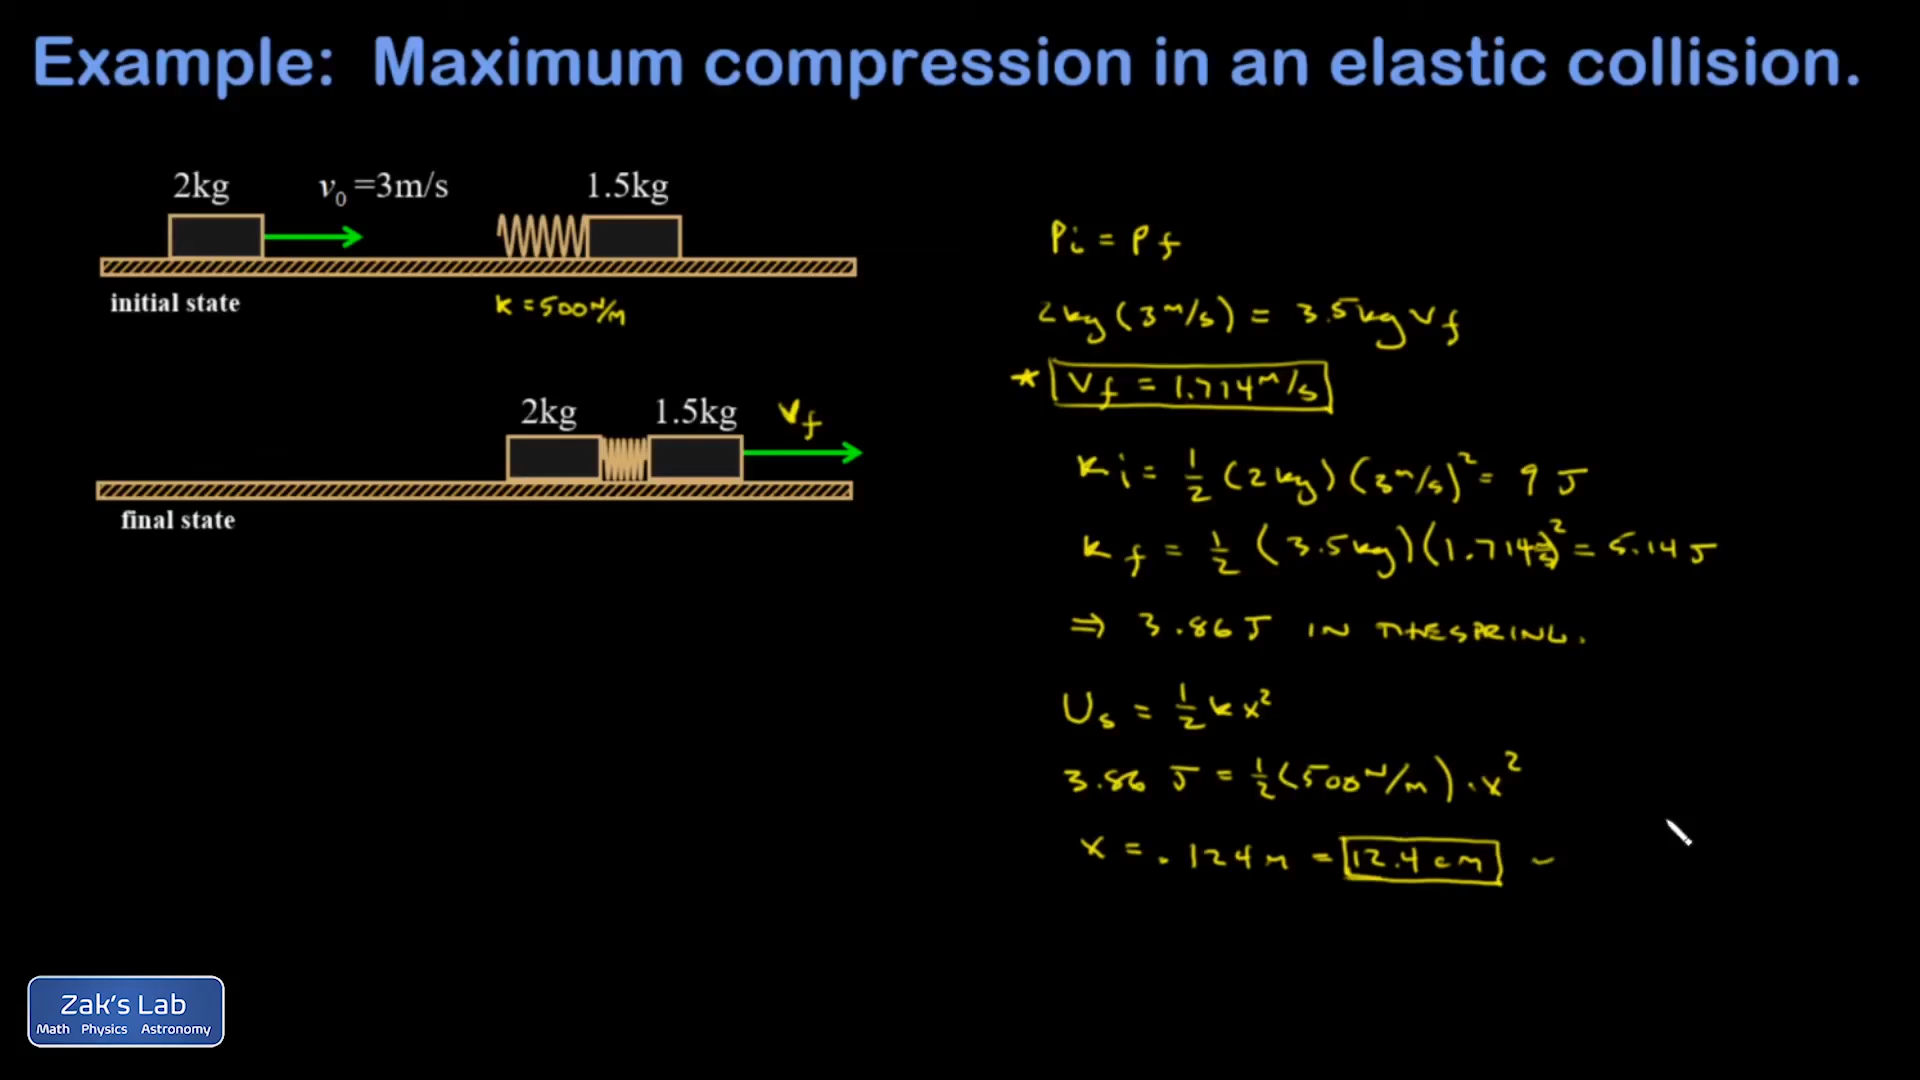 Example: Maximum compression in an elastic collision.
2kg v₀ =3m/s 1.5kg
initial state
k = 500 N/m
2kg 1.5kg vf
final state
Pi = Pf
2kg (3 m/s) = 3.5kg Vf
* Vf = 1.714 m/s
Ki = 1/2 (2kg) (3 m/s)² = 9 J
Kf = 1/2 (3.5kg) (1.714 m/s)² = 5.14 J
⇒ 3.86 J IN THE SPRING.
Us = 1/2 k x²
3.86 J = 1/2 (500 N/m) · x²
x = .124 m = 12.4 cm
Zak's Lab
Math Physics Astronomy